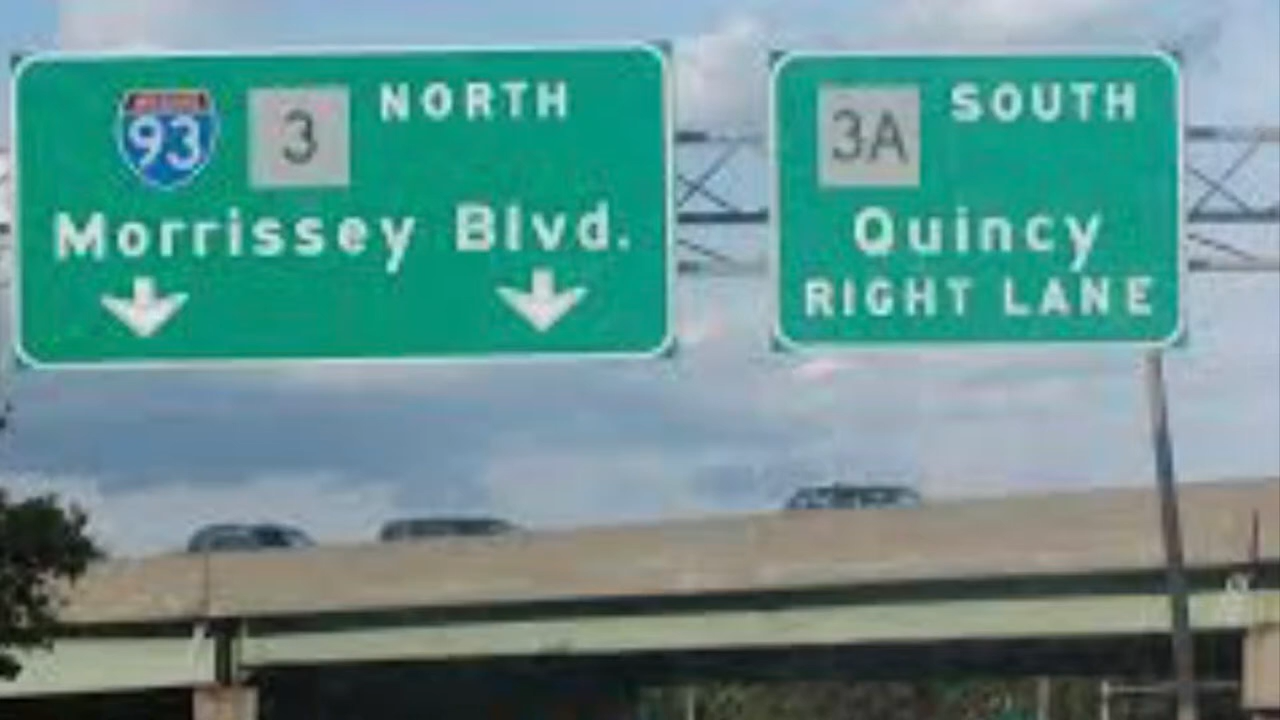 93 3 NORTH
Morrissey Blvd.
3A SOUTH
Quincy
RIGHT LANE